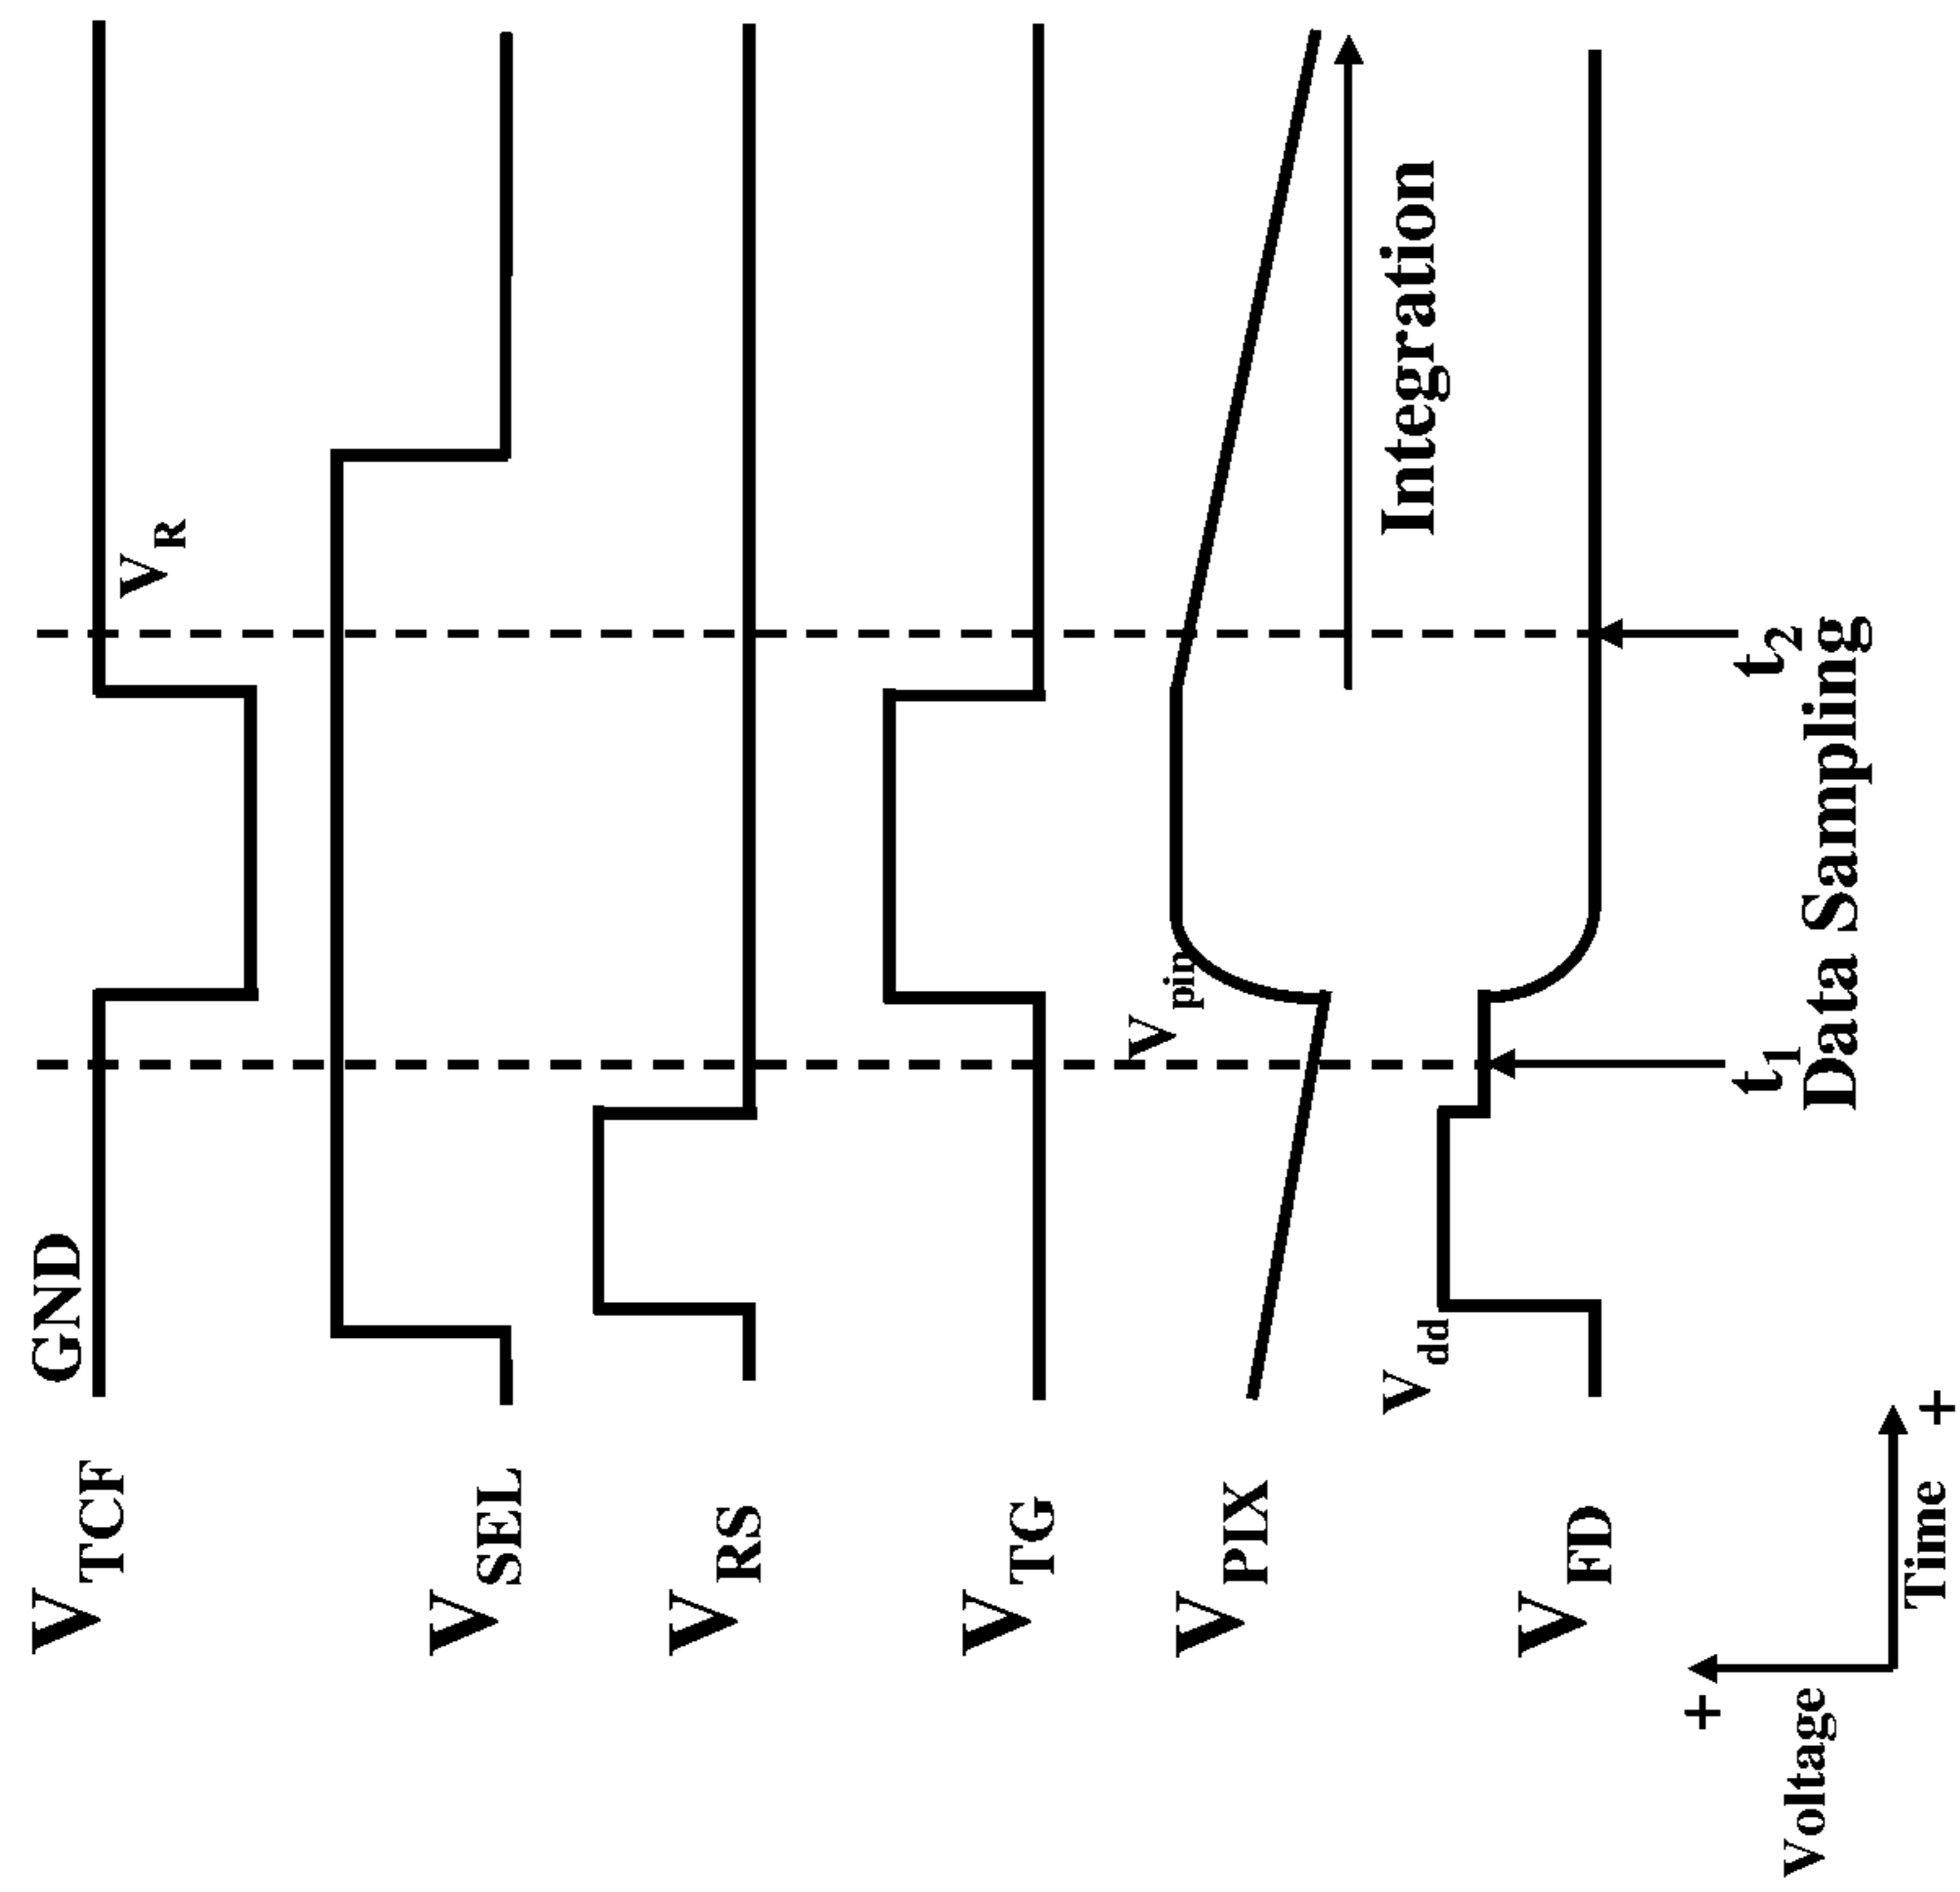 V_TCF
GND
V_R
V_SEL
V_RS
V_TG
V_PIX
V_pin
Integration
V_dd
V_FD
t_1
t_2
Data Sampling
+
Voltage
Time
+